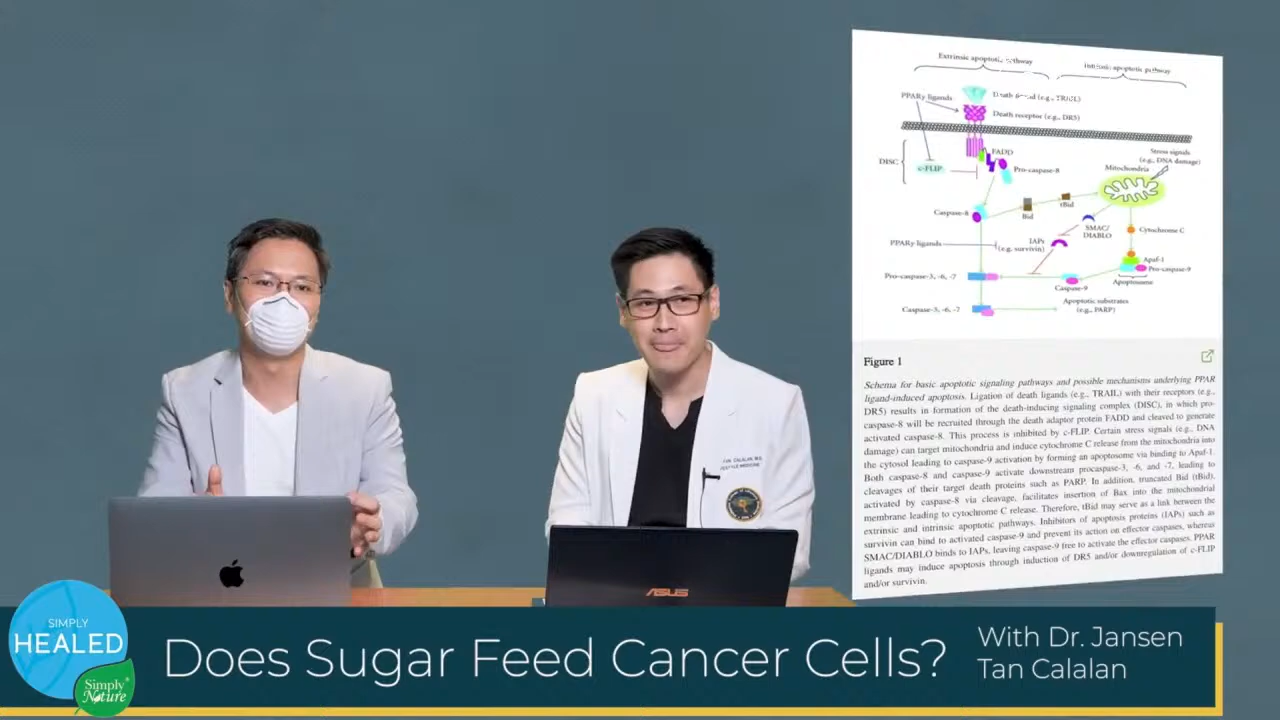 Extrinsic apoptotic pathway
Intrinsic apoptotic pathway
PPARγ ligands
(e.g., TRAIL)
Death receptor (e.g., DR5)
DISC
FADD
c-FLIP
Pro-caspase-8
Stress signals
(e.g., DNA damage)
Mitochondria
Caspase-8
Bid
tBid
SMAC/
DIABLO
Cytochrome C
PPARγ ligands
IAPs
(e.g. survivin)
Apaf-1
Pro-caspase-9
Apoptosome
Pro-caspase-3, -6, -7
Caspase-9
Caspase-3, -6, -7
Apoptotic substrates
(e.g., PARP)
Figure 1
Schema for basic apoptotic signaling pathways and possible mechanisms underlying PPAR
ligand-induced apoptosis. Ligation of death ligands (e.g., TRAIL) with their receptors (e.g.,
DR5) results in formation of the death-inducing signaling complex (DISC), in which pro-
caspase-8 will be recruited through the death adaptor protein FADD and cleaved to generate
activated caspase-8. This process is inhibited by c-FLIP. Certain stress signals (e.g., DNA
damage) can target mitochondria and induce cytochrome C release from the mitochondria into
the cytosol leading to caspase-9 activation by forming an apoptosome via binding to Apaf-1.
Both caspase-8 and caspase-9 activate downstream procaspase-3, -6, and -7, leading to
cleavages of their target death proteins such as PARP. In addition, truncated Bid (tBid),
activated by caspase-8 via cleavage, facilitates insertion of Bax into the mitochondrial
membrane leading to cytochrome C release. Therefore, tBid may serve as a link between the
extrinsic and intrinsic apoptotic pathways. Inhibitors of apoptosis proteins (IAPs) such as
survivin can bind to activated caspase-9 and prevent its action on effector caspases, whereas
SMAC/DIABLO binds to IAPs, leaving caspase-9 free to activate the effector caspases. PPAR
ligands may induce apoptosis through induction of DR5 and/or downregulation of c-FLIP
and/or survivin.
CALALAN, M.D.
MEDICINE
ASUS
SIMPLY
HEALED
Simply
Nature
Does Sugar Feed Cancer Cells?
With Dr. Jansen
Tan Calalan